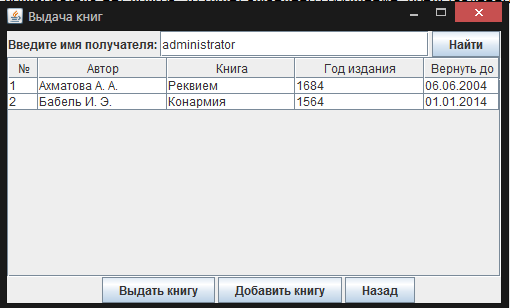 Выдача книг
Введите имя получателя: administrator Найти
№ Автор Книга Год издания Вернуть до
1 Ахматова А. А. Реквием 1684 06.06.2004
2 Бабель И. Э. Конармия 1564 01.01.2014
Выдать книгу Добавить книгу Назад